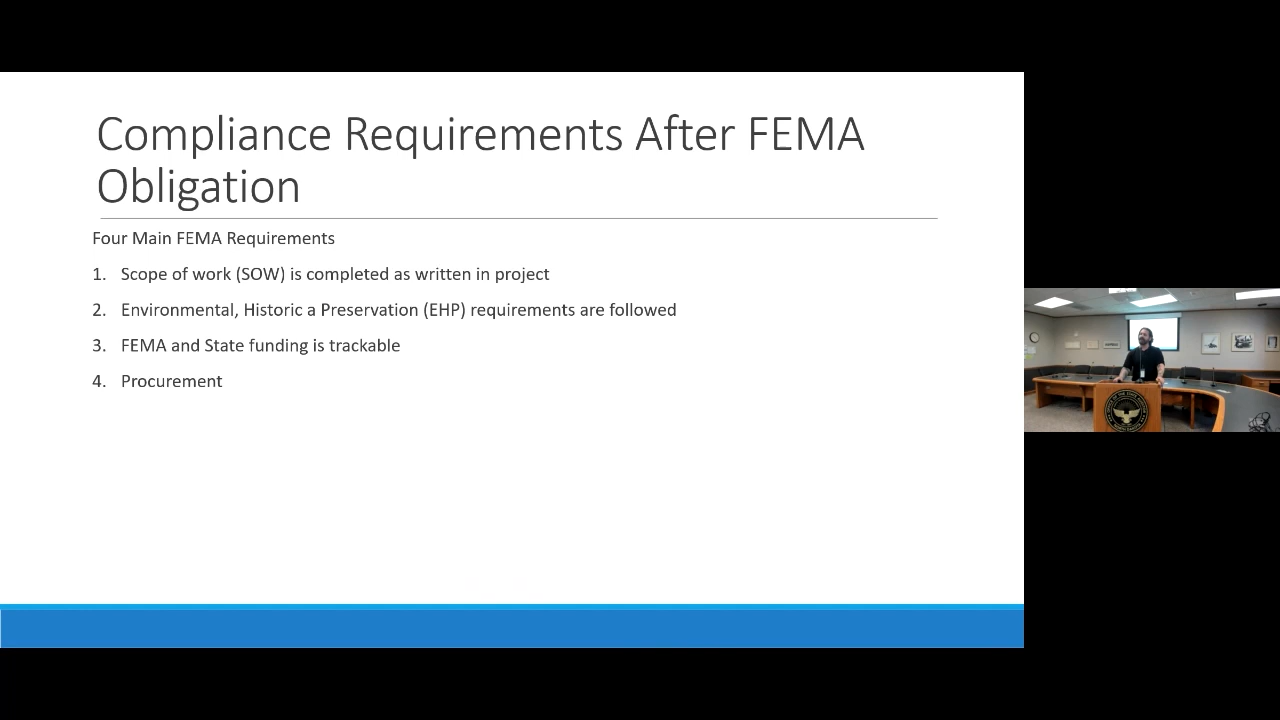 Compliance Requirements After FEMA
Obligation
Four Main FEMA Requirements
1. Scope of work (SOW) is completed as written in project
2. Environmental, Historic a Preservation (EHP) requirements are followed
3. FEMA and State funding is trackable
4. Procurement